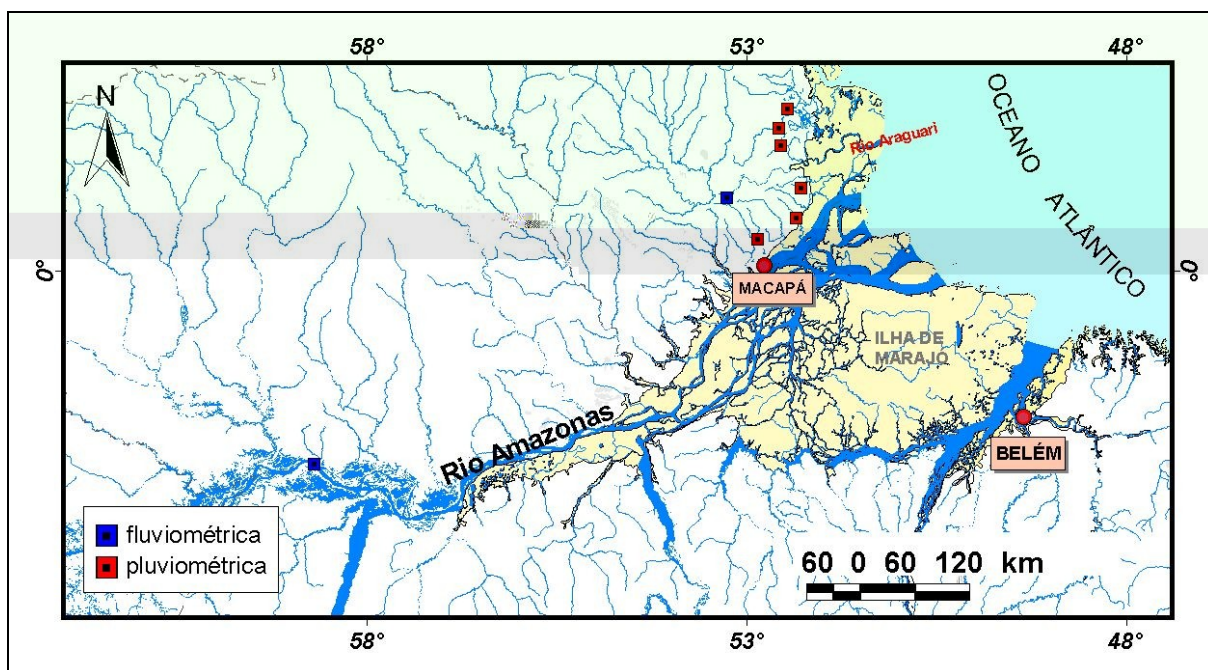 58° 53° 48°
N
OCEANO ATLÂNTICO
Rio Araguari
0° 0°
MACAPÁ
ILHA DE
MARAJÓ
Rio Amazonas
BELÉM
fluviométrica
pluviométrica
60 0 60 120 km
58° 53° 48°